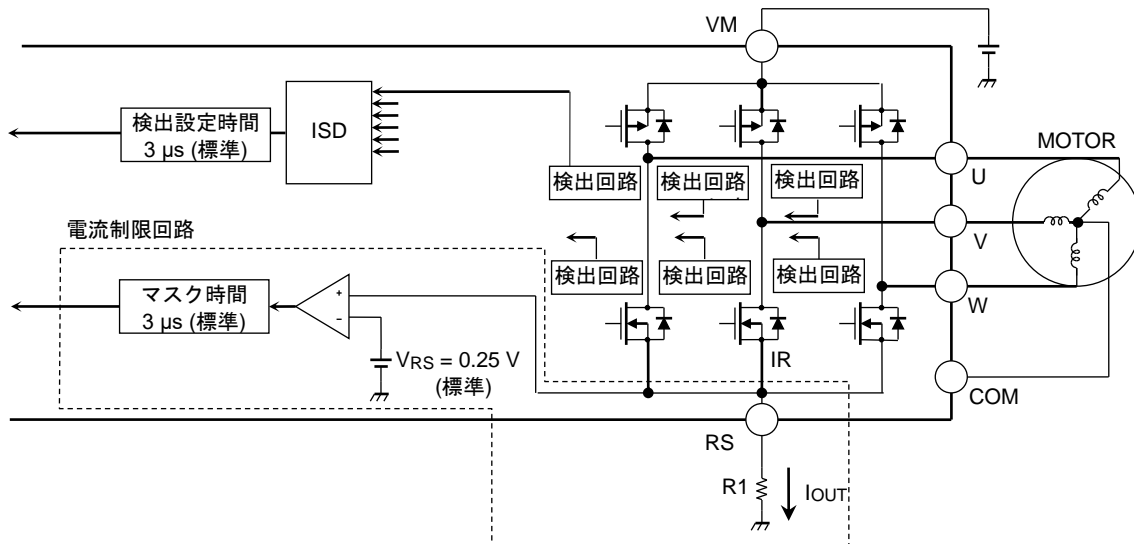 VM
検出設定時間
3 µs (標準)
ISD
MOTOR
検出回路
検出回路
検出回路
U
電流制限回路
V
検出回路
検出回路
検出回路
W
マスク時間
3 µs (標準)
+
−
VRS = 0.25 V
(標準)
IR
COM
RS
R1
IOUT